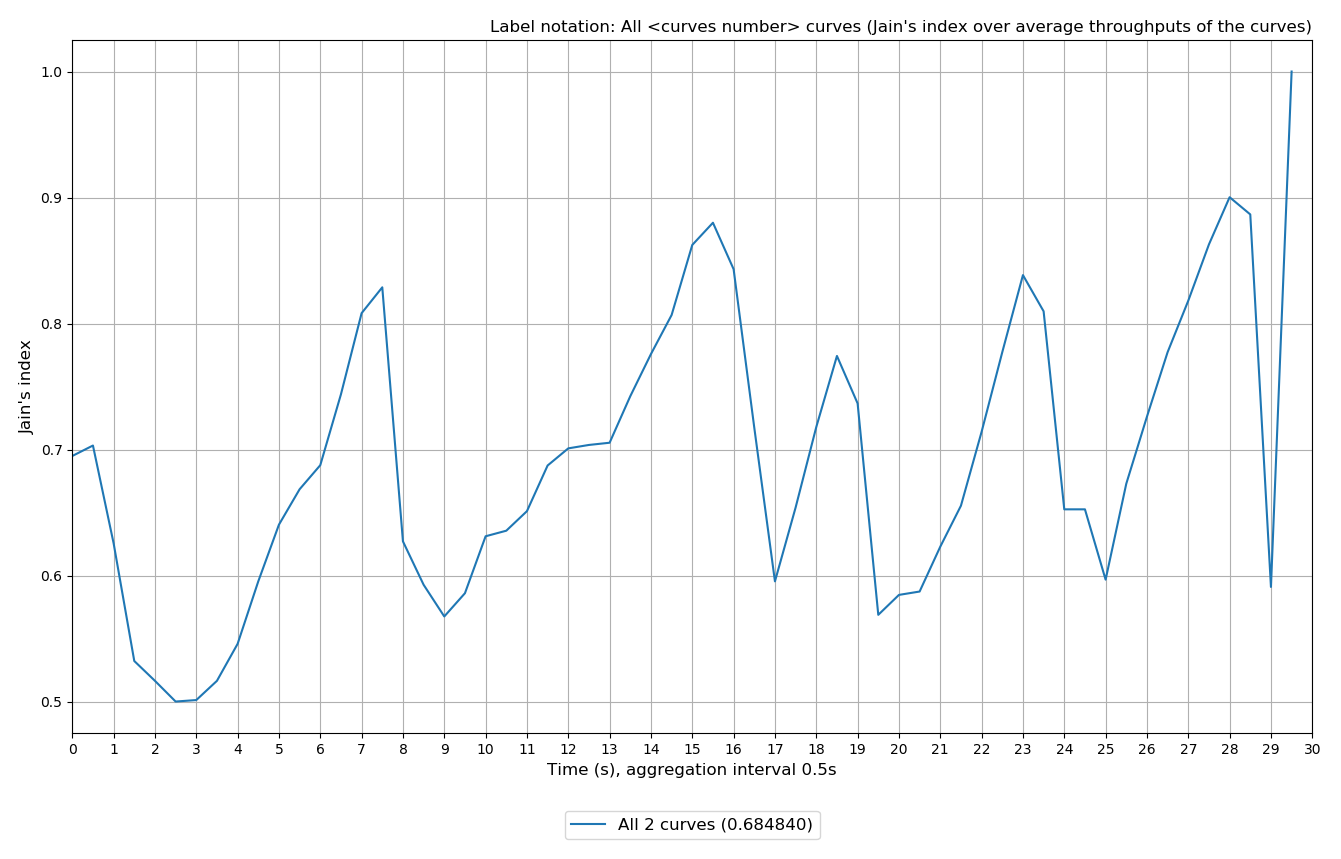 Label notation: All <curves number> curves (Jain's index over average throughputs of the curves)
1.0
0.9
0.8
0.7
0.6
0.5
Jain's index
0 1 2 3 4 5 6 7 8 9 10 11 12 13 14 15 16 17 18 19 20 21 22 23 24 25 26 27 28 29 30
Time (s), aggregation interval 0.5s
All 2 curves (0.684840)